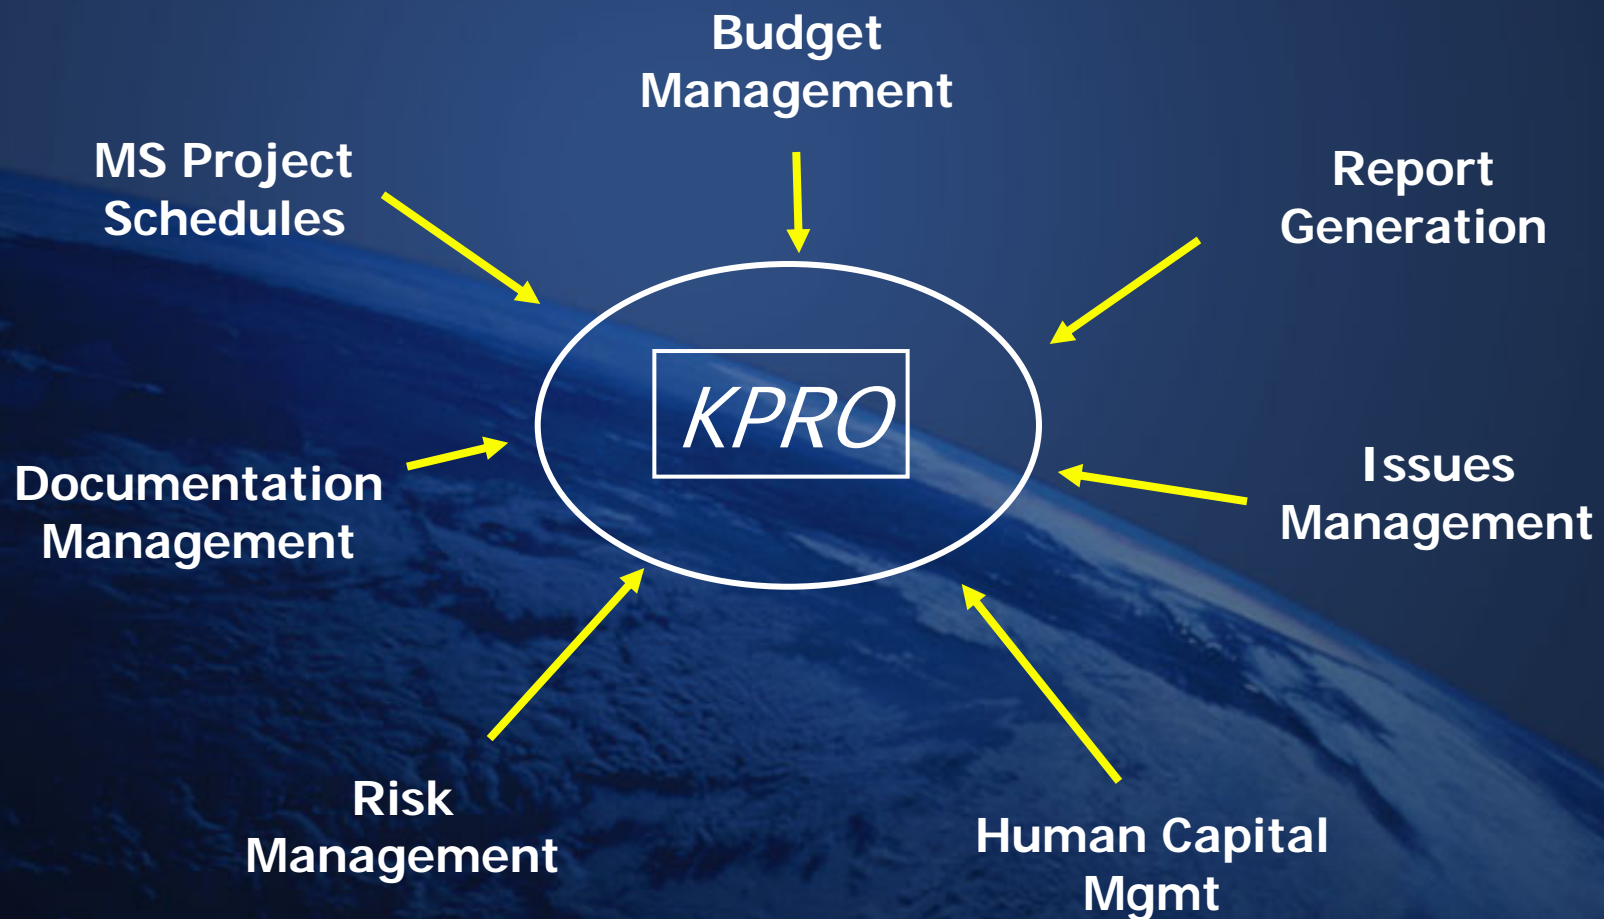 Budget
Management
MS Project
Schedules
Report
Generation
KPRO
Documentation
Management
Issues
Management
Risk
Management
Human Capital
Mgmt